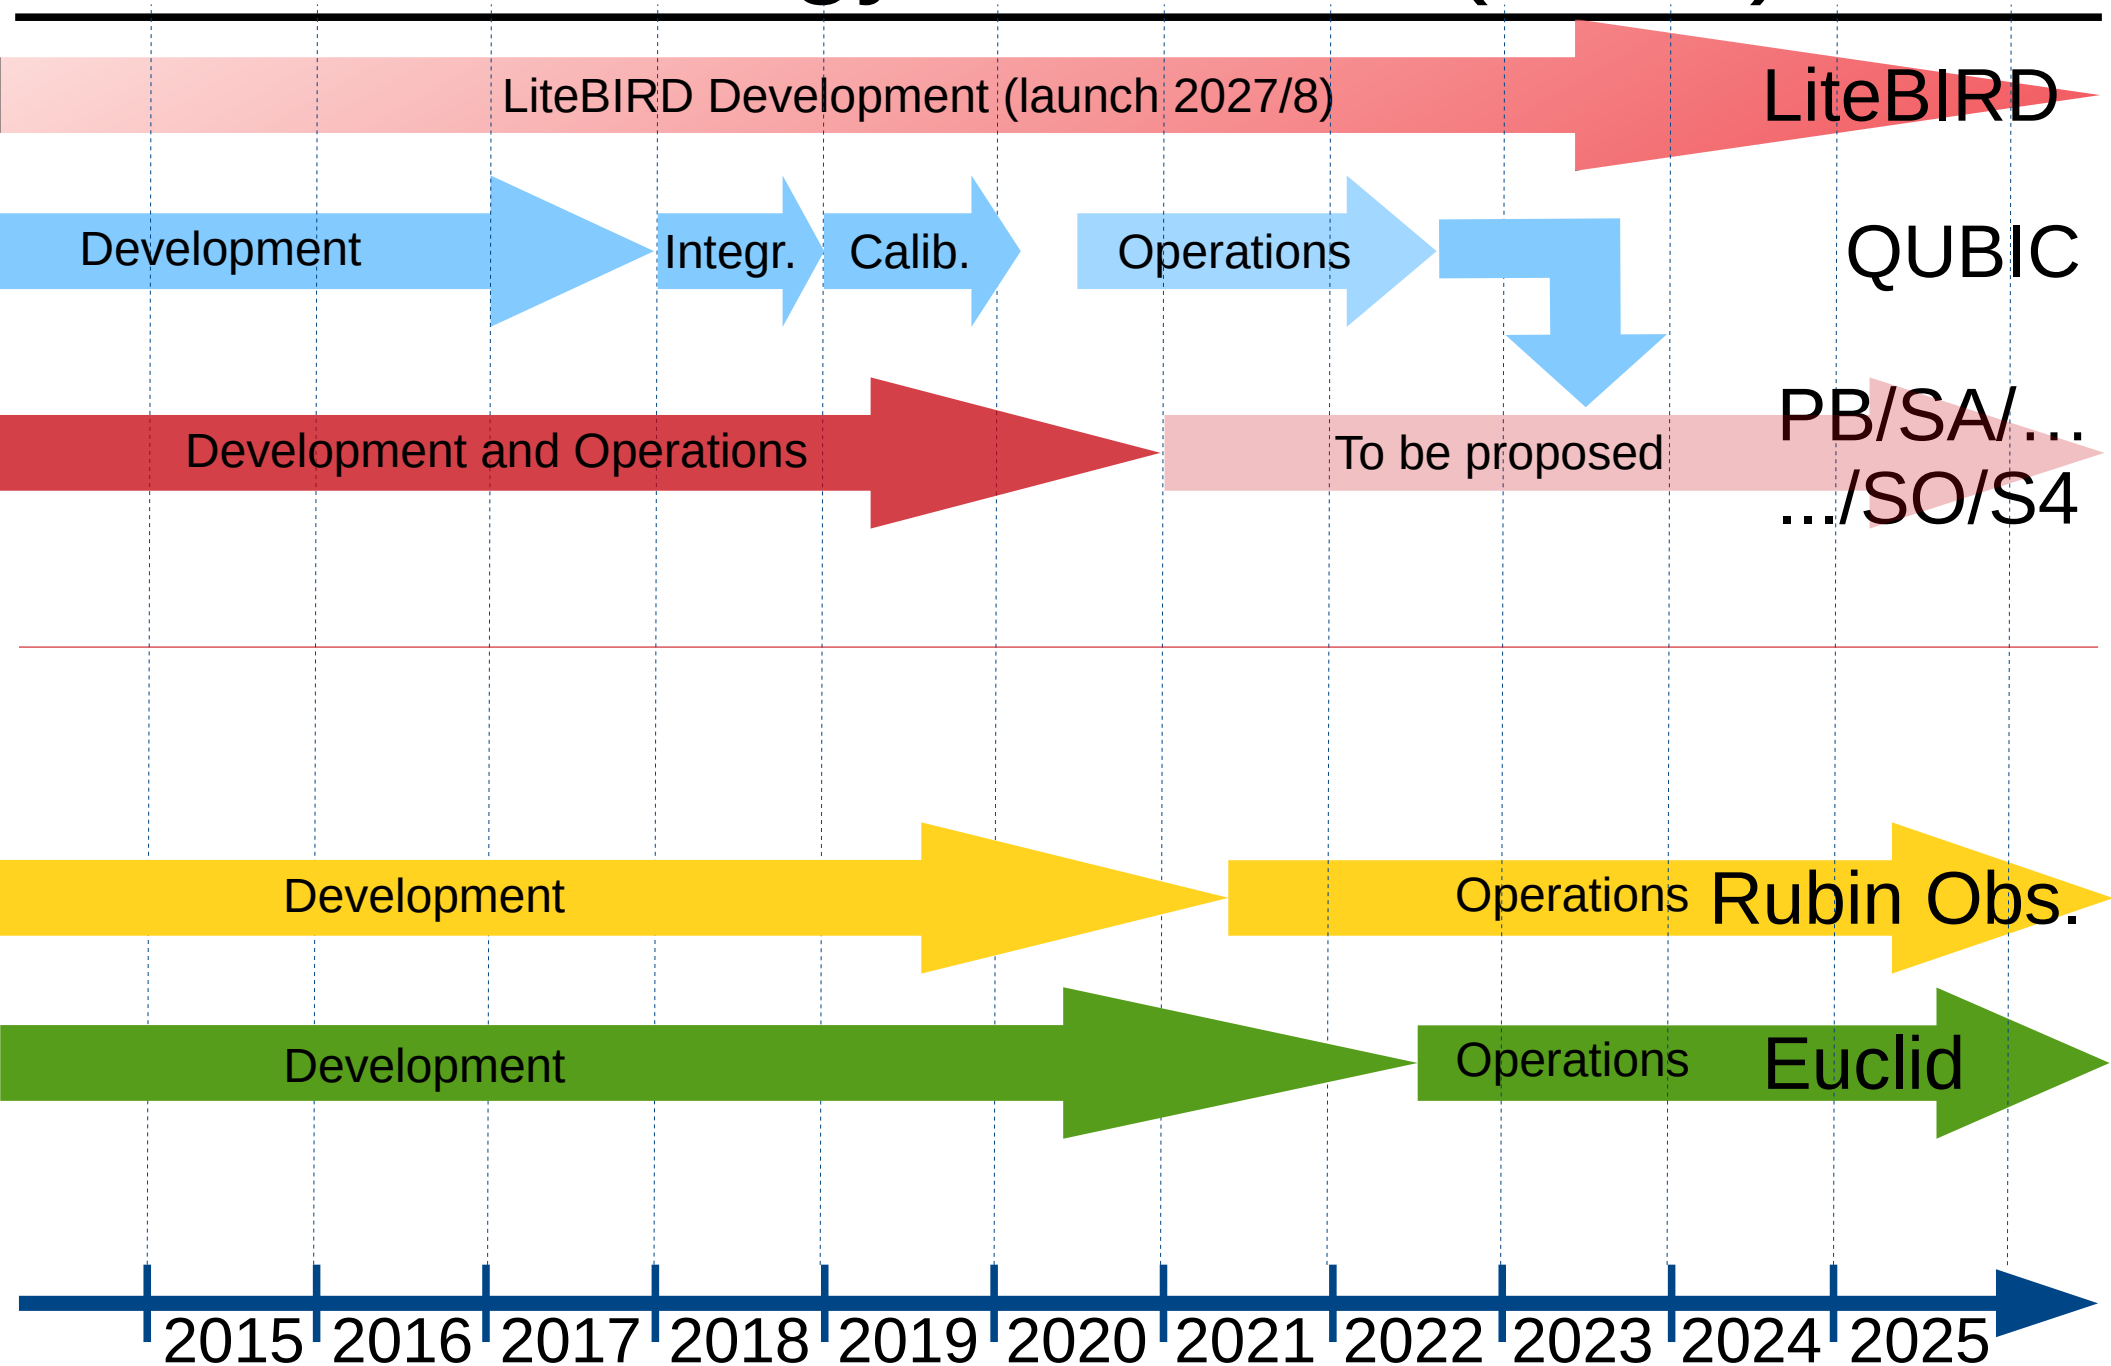 LiteBIRD Development (launch 2027/8)
LiteBIRD
Development
Integr.
Calib.
Operations
QUBIC
Development and Operations
To be proposed
PB/SA/...
.../SO/S4
Development
Operations
Rubin Obs.
Development
Operations
Euclid
2015
2016
2017
2018
2019
2020
2021
2022
2023
2024
2025